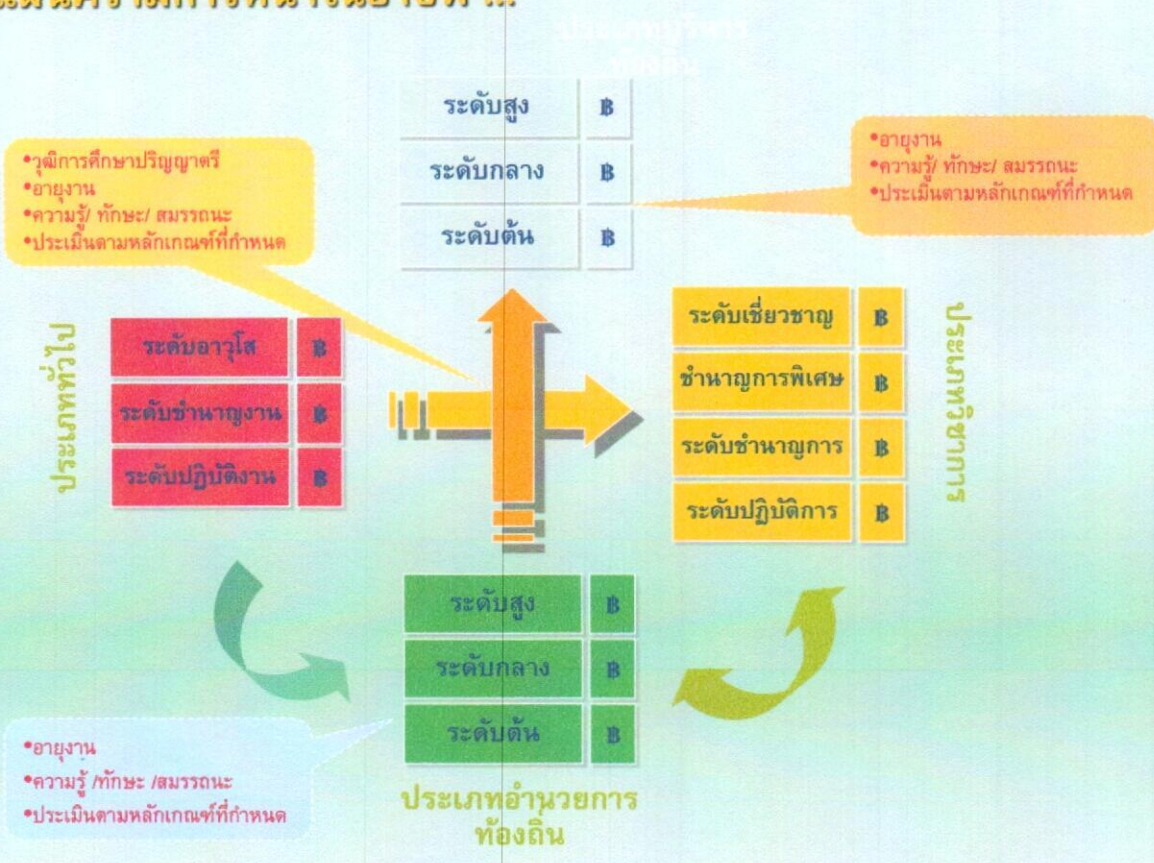 ประเภทบริหาร
ท้องถิ่น
ระดับสูง ฿
ระดับกลาง ฿
ระดับต้น ฿
•วุฒิการศึกษาปริญญาตรี
•อายุงาน
•ความรู้/ ทักษะ/ สมรรถนะ
•ประเมินตามหลักเกณฑ์ที่กำหนด
•อายุงาน
•ความรู้/ ทักษะ/ สมรรถนะ
•ประเมินตามหลักเกณฑ์ที่กำหนด
ประเภททั่วไป
ระดับอาวุโส ฿
ระดับชำนาญงาน ฿
ระดับปฏิบัติงาน ฿
ระดับเชี่ยวชาญ ฿
ชำนาญการพิเศษ ฿
ระดับชำนาญการ ฿
ระดับปฏิบัติการ ฿
ประเภทวิชาการ
ระดับสูง ฿
ระดับกลาง ฿
ระดับต้น ฿
ประเภทอำนวยการ
ท้องถิ่น
•อายุงาน
•ความรู้ /ทักษะ /สมรรถนะ
•ประเมินตามหลักเกณฑ์ที่กำหนด